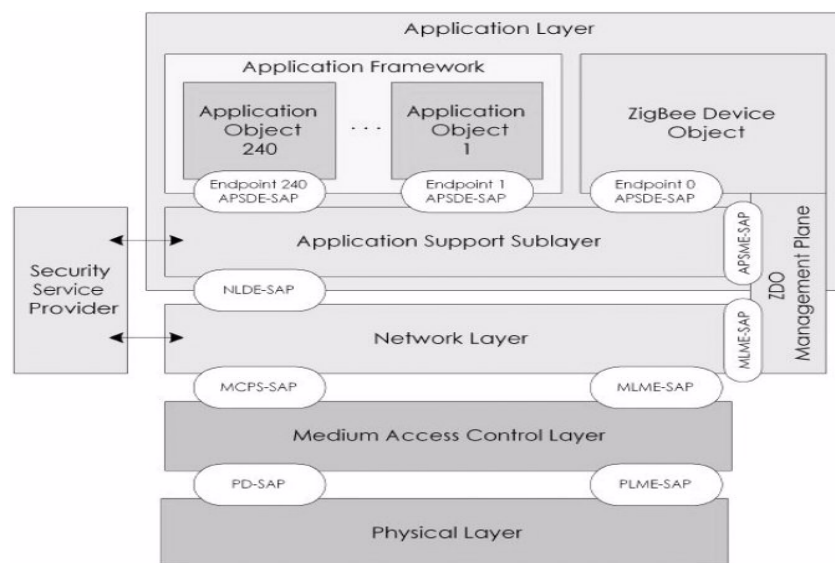 Application Layer
Application Framework
Application
Object
240
. . .
Application
Object
1
ZigBee Device
Object
Endpoint 240
APSDE-SAP
Endpoint 1
APSDE-SAP
Endpoint 0
APSDE-SAP
Application Support Sublayer
APSME-SAP
Security
Service
Provider
ZDO
Management Plane
NLDE-SAP
Network Layer
MLME-SAP
MCPS-SAP
MLME-SAP
Medium Access Control Layer
PD-SAP
PLME-SAP
Physical Layer